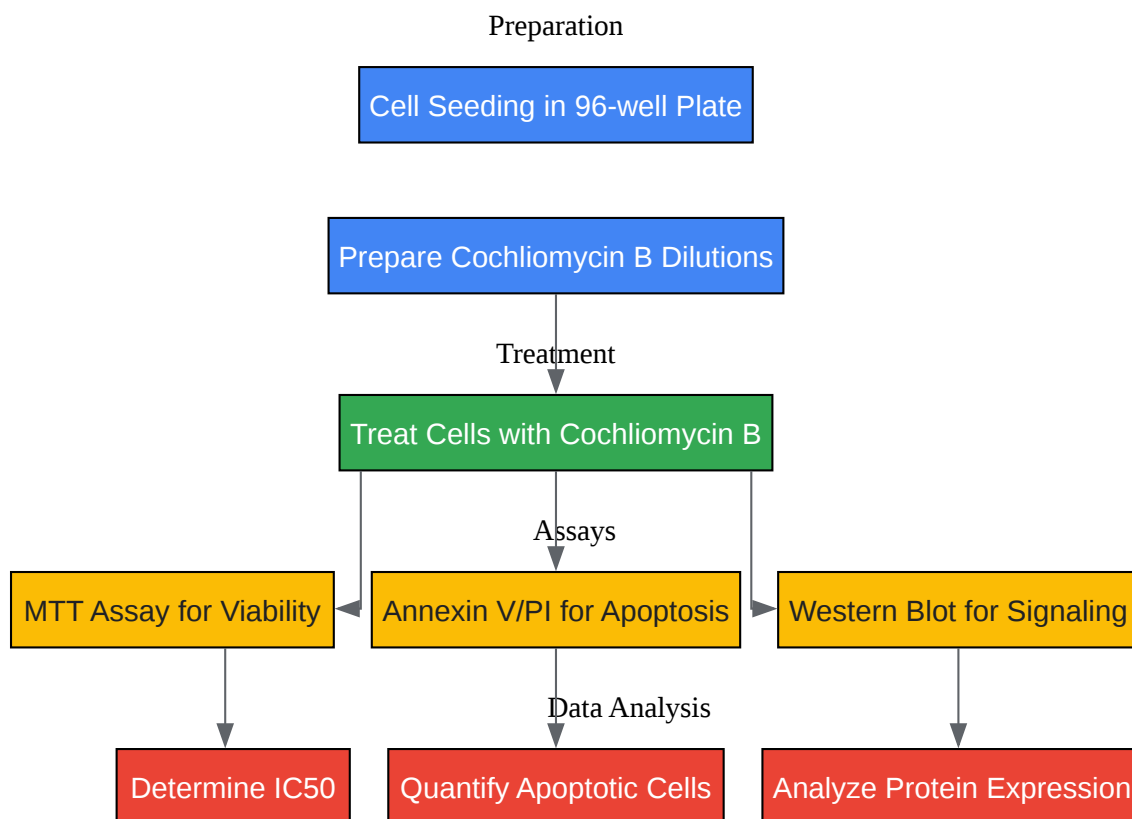 Preparation
Cell Seeding in 96-well Plate
Prepare Cochliomycin B Dilutions
Treatment
Treat Cells with Cochliomycin B
Assays
MTT Assay for Viability
Annexin V/PI for Apoptosis
Western Blot for Signaling
Data Analysis
Determine IC50
Quantify Apoptotic Cells
Analyze Protein Expression